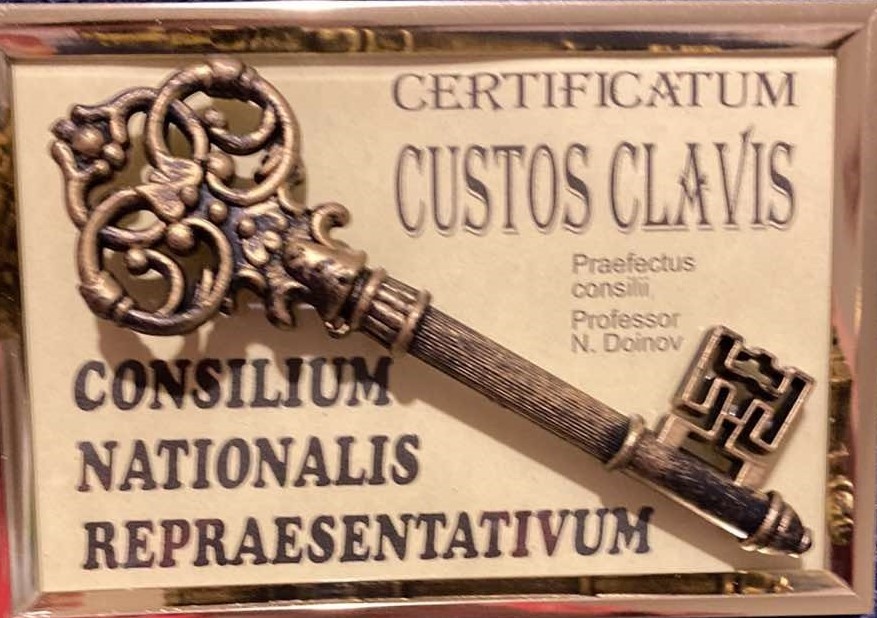 CERTIFICATUM
CUSTOS CLAVIS
Praefectus
consilii
Professor
N. Doinov
CONSILIUM
NATIONALIS
REPRAESENTATIVUM